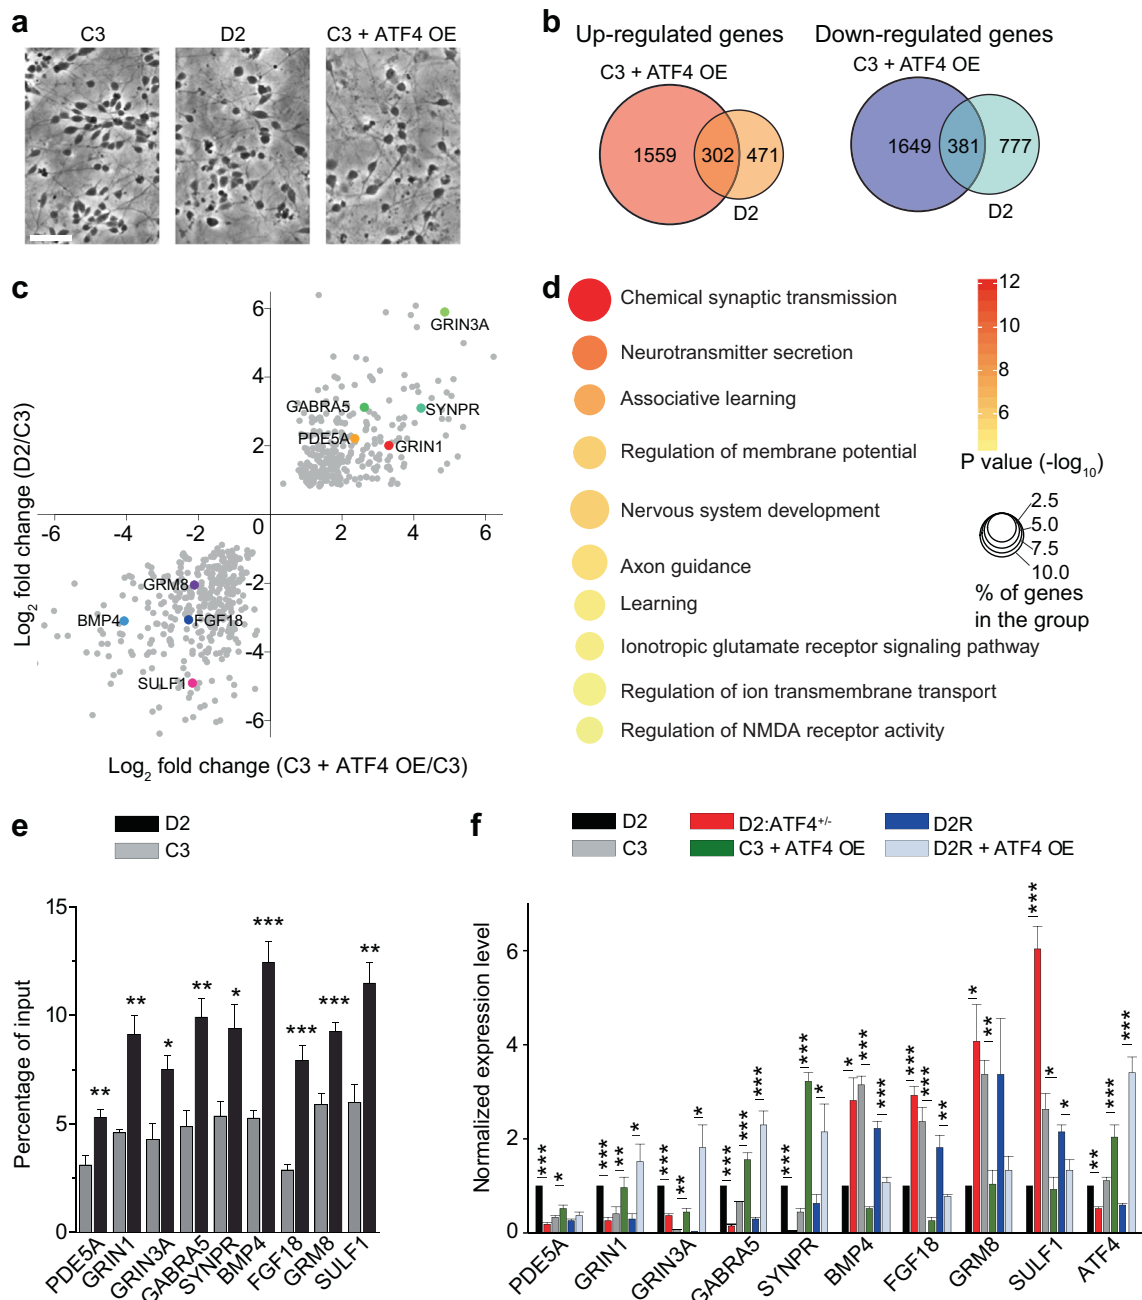 a
C3
D2
C3 + ATF4 OE
b
Up-regulated genes
Down-regulated genes
C3 + ATF4 OE
C3 + ATF4 OE
1559
302
471
1649
381
777
D2
D2
c
6
4
2
0
-2
-4
-6
-6
-4
-2
2
4
6
GRIN3A
GABRA5
SYNPR
PDE5A
GRIN1
GRM8
BMP4
FGF18
SULF1
Log2 fold change (D2/C3)
Log2 fold change (C3 + ATF4 OE/C3)
d
Chemical synaptic transmission
Neurotransmitter secretion
Associative learning
Regulation of membrane potential
Nervous system development
Axon guidance
Learning
Ionotropic glutamate receptor signaling pathway
Regulation of ion transmembrane transport
Regulation of NMDA receptor activity
12
10
8
6
P value (-log10)
2.5
5.0
7.5
10.0
% of genes
in the group
e
D2
C3
Percentage of input
15
10
5
0
**
**
*
**
*
***
***
***
**
PDE5A
GRIN1
GRIN3A
GABRA5
SYNPR
BMP4
FGF18
GRM8
SULF1
f
D2
D2:ATF4+/-
D2R
C3
C3 + ATF4 OE
D2R + ATF4 OE
Normalized expression level
6
4
2
0
***
*
***
**
*
***
**
*
***
***
***
***
***
*
*
***
***
***
***
**
*
**
***
*
*
**
***
***
PDE5A
GRIN1
GRIN3A
GABRA5
SYNPR
BMP4
FGF18
GRM8
SULF1
ATF4